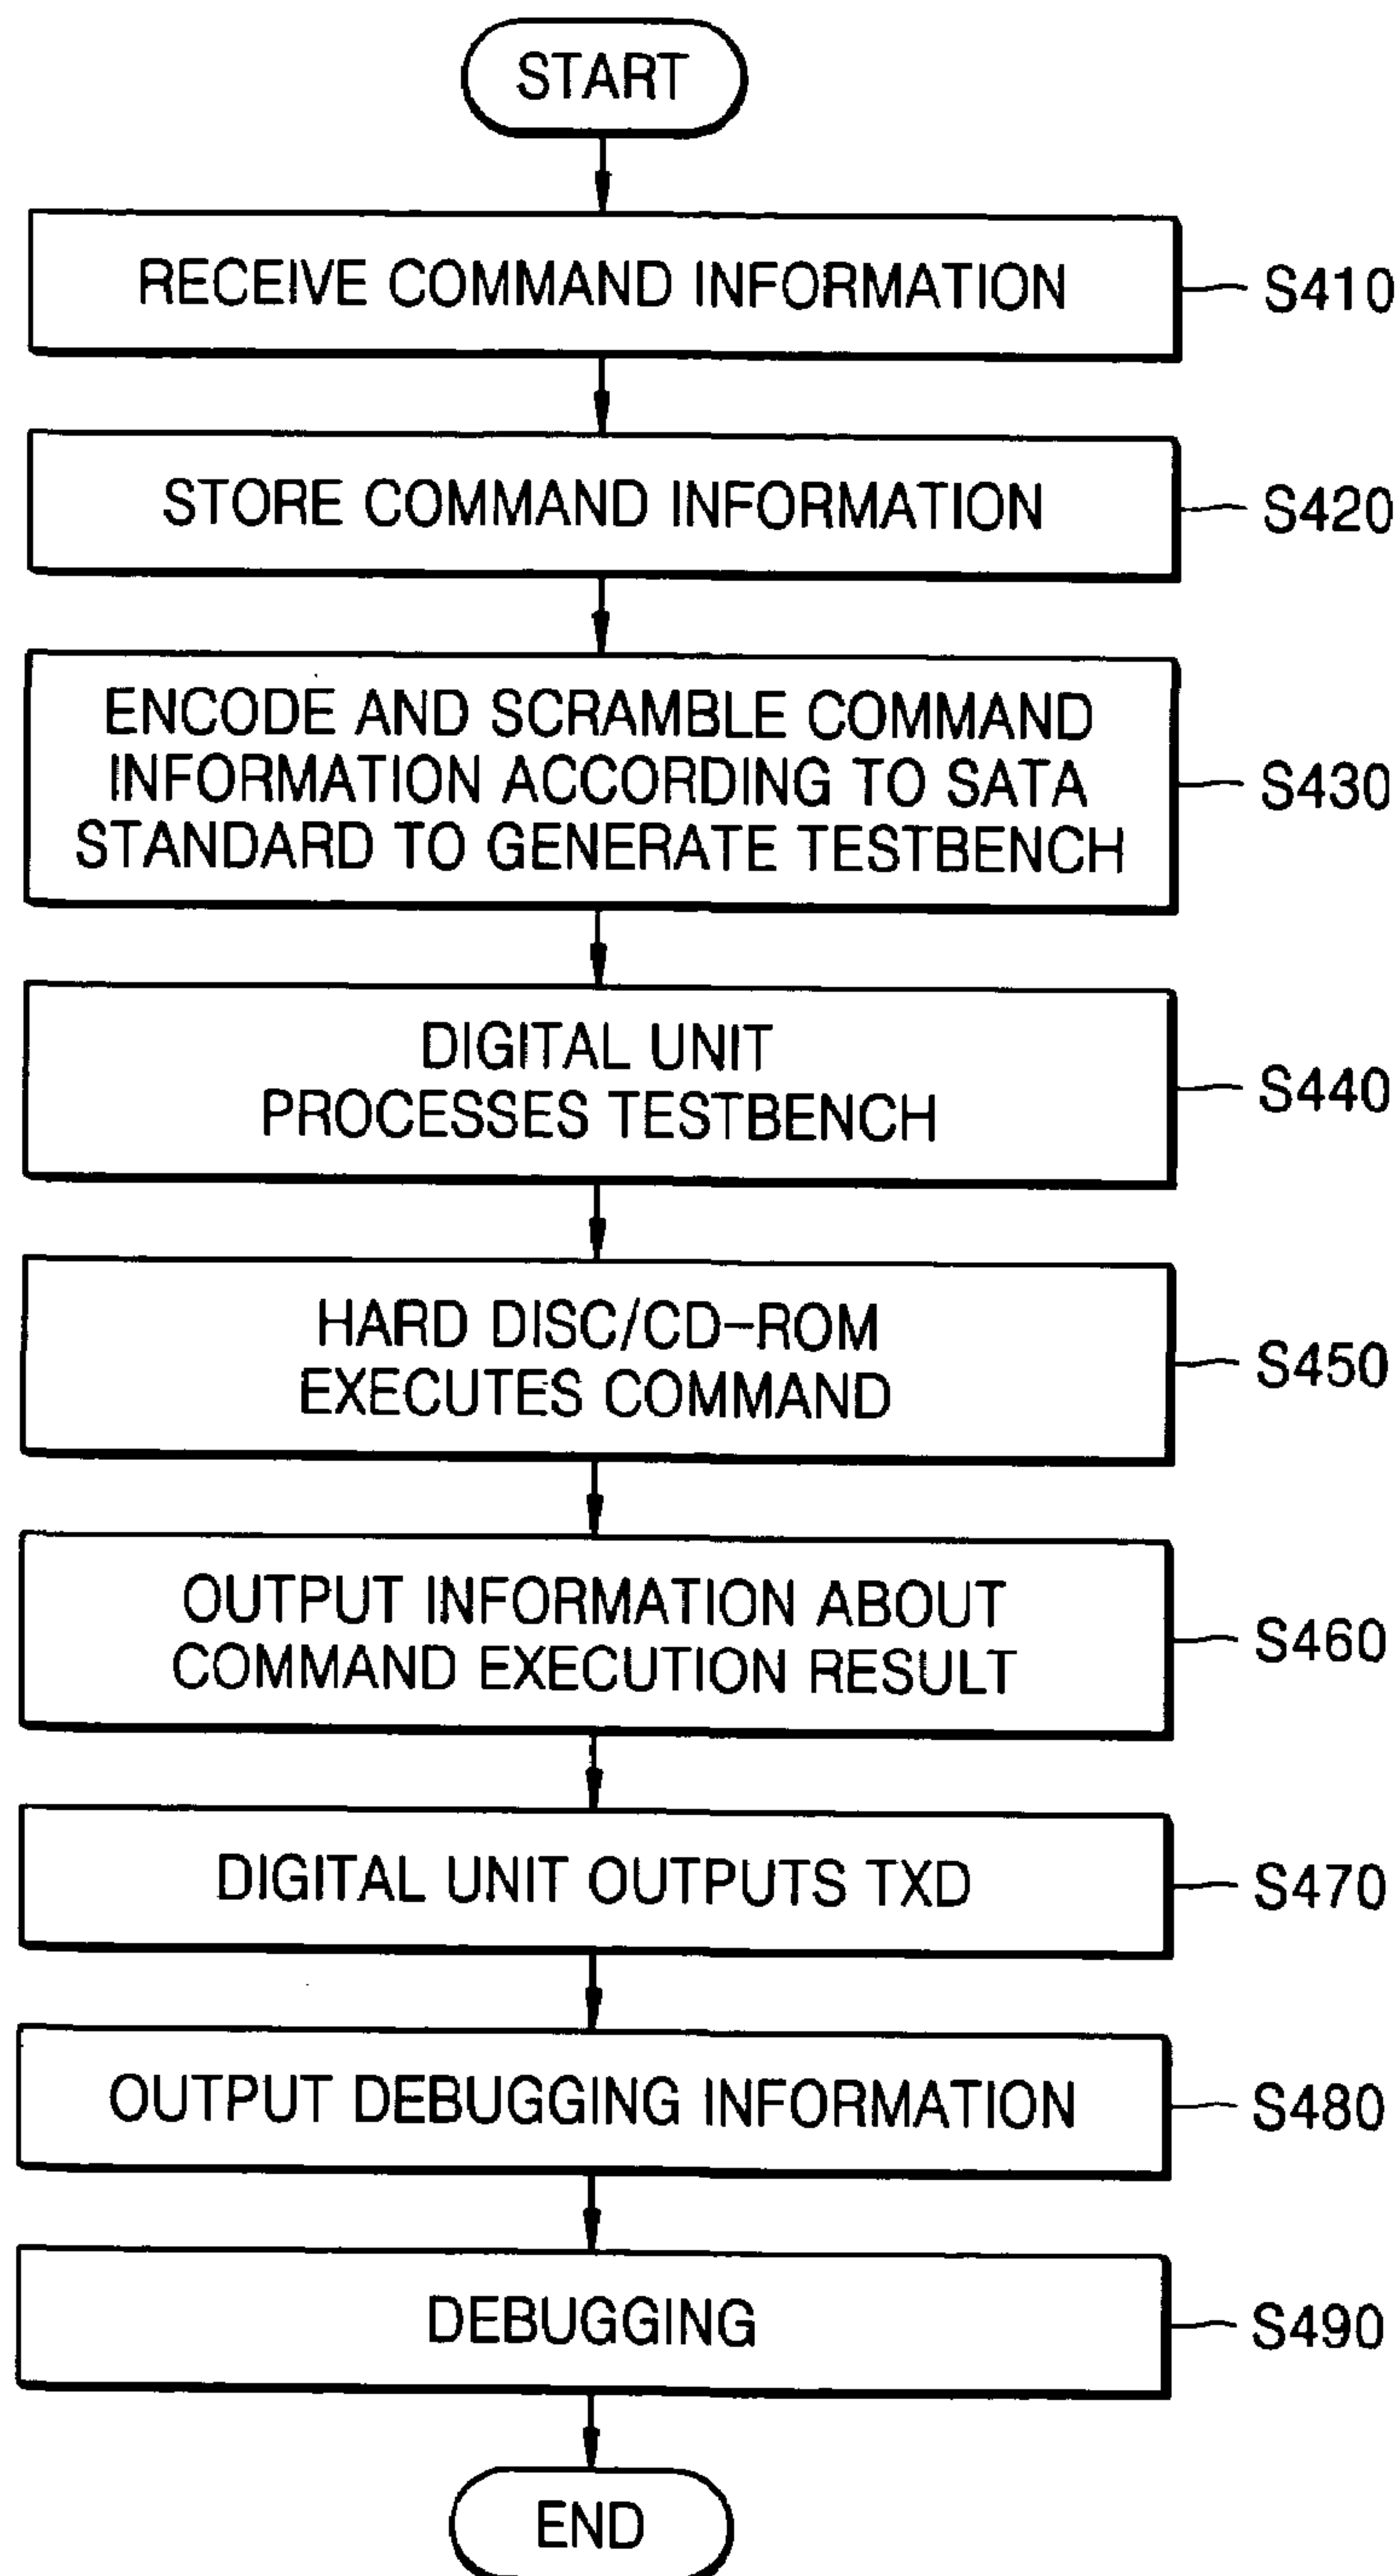 START
RECEIVE COMMAND INFORMATION
S410
STORE COMMAND INFORMATION
S420
ENCODE AND SCRAMBLE COMMAND
INFORMATION ACCORDING TO SATA
STANDARD TO GENERATE TESTBENCH
S430
DIGITAL UNIT
PROCESSES TESTBENCH
S440
HARD DISC/CD-ROM
EXECUTES COMMAND
S450
OUTPUT INFORMATION ABOUT
COMMAND EXECUTION RESULT
S460
DIGITAL UNIT OUTPUTS TXD
S470
OUTPUT DEBUGGING INFORMATION
S480
DEBUGGING
S490
END